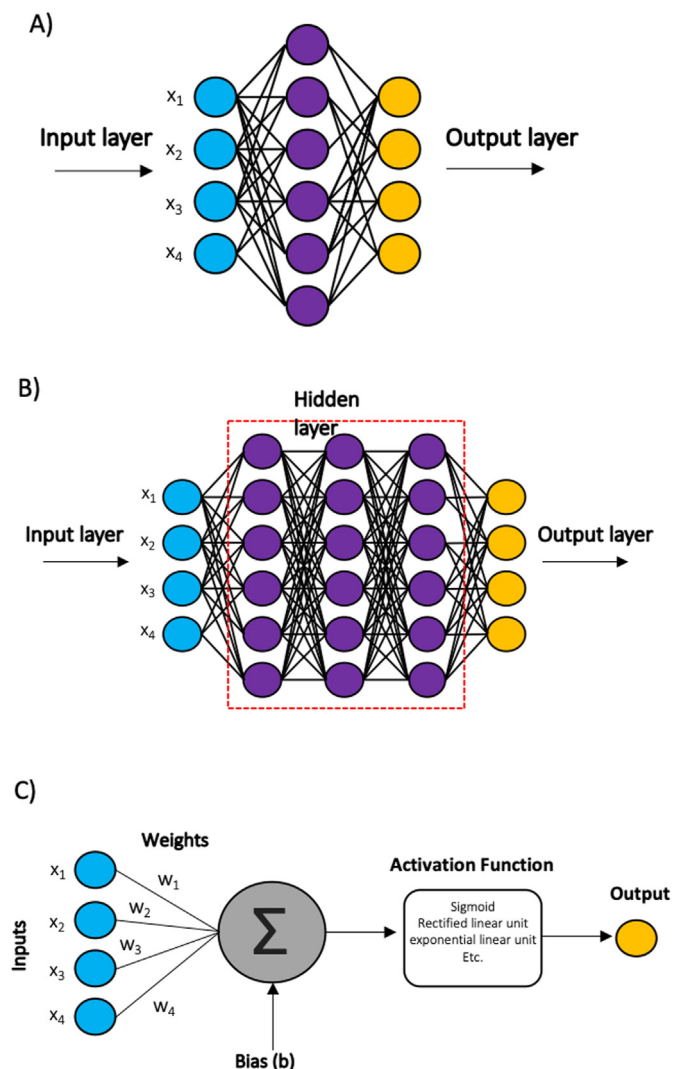 A)
x₁
Input layer
x₂
Output layer
x₃
x₄
B)
Hidden
layer
x₁
Input layer
x₂
Output layer
x₃
x₄
C)
Weights
x₁
w₁
Activation Function
Inputs
x₂
w₂
Σ
Sigmoid
Rectified linear unit
exponential linear unit
Etc.
Output
x₃
w₃
x₄
w₄
Bias (b)